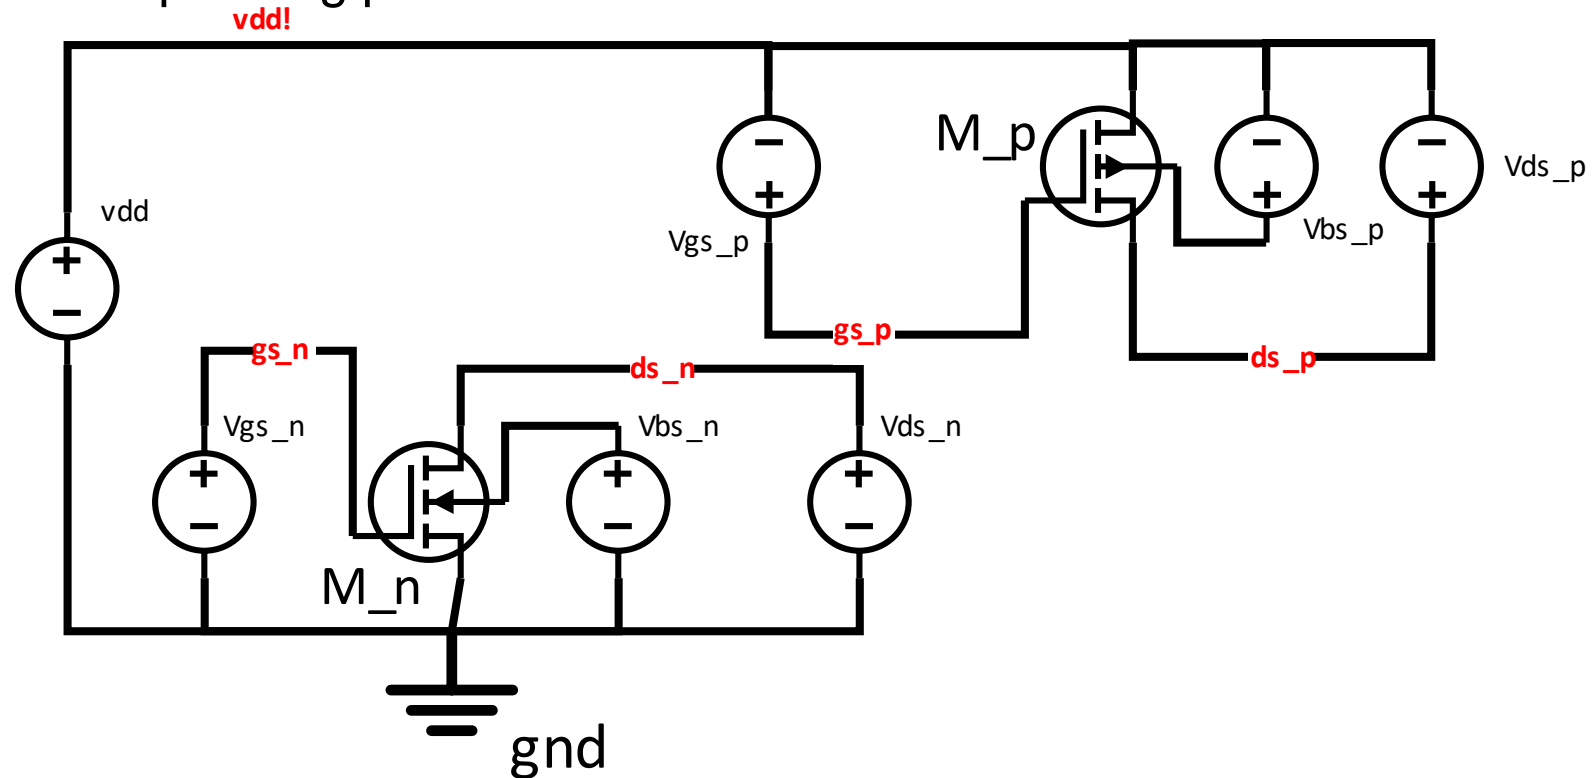 vdd!
M_p
Vds_p
vdd
Vgs_p
Vbs_p
gs_p
gs_n
ds_n
ds_p
Vgs_n
Vbs_n
Vds_n
M_n
gnd